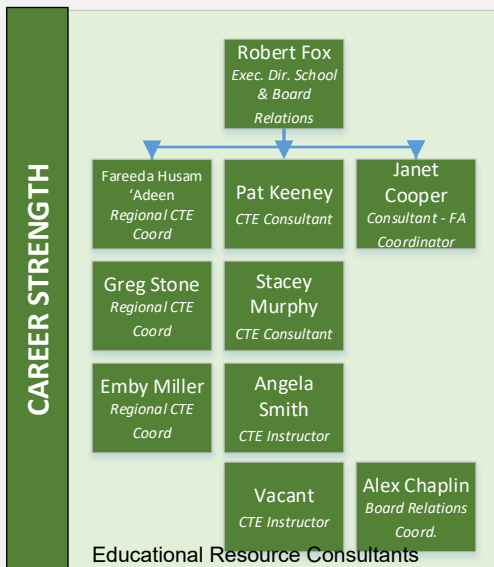 CAREER STRENGTH
Robert Fox
Exec. Dir. School
& Board
Relations
Fareeda Husam
‘Adeen
Regional CTE
Coord
Pat Keeney
CTE Consultant
Janet
Cooper
Consultant - FA
Coordinator
Greg Stone
Regional CTE
Coord
Stacey
Murphy
CTE Consultant
Emby Miller
Regional CTE
Coord
Angela
Smith
CTE Instructor
Vacant
CTE Instructor
Alex Chaplin
Board Relations
Coord.
Educational Resource Consultants